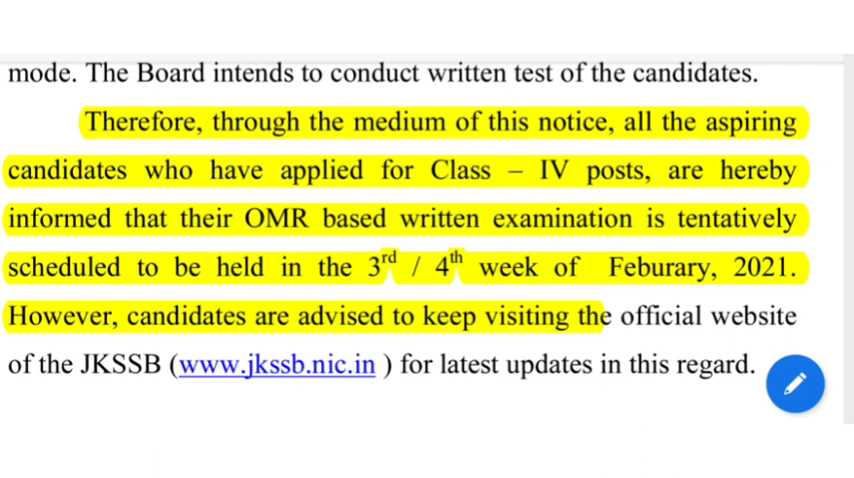 mode. The Board intends to conduct written test of the candidates.
Therefore, through the medium of this notice, all the aspiring
candidates who have applied for Class – IV posts, are hereby
informed that their OMR based written examination is tentatively
scheduled to be held in the 3rd / 4th week of Feburary, 2021.
However, candidates are advised to keep visiting the official website
of the JKSSB (www.jkssb.nic.in ) for latest updates in this regard.